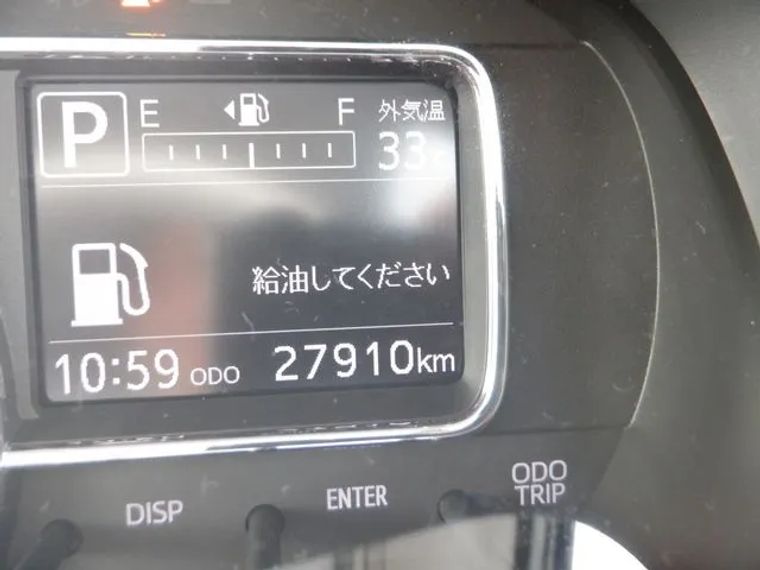 P E F 外気温
33
給油してください
10:59 ODO 27910km
DISP ENTER ODO TRIP